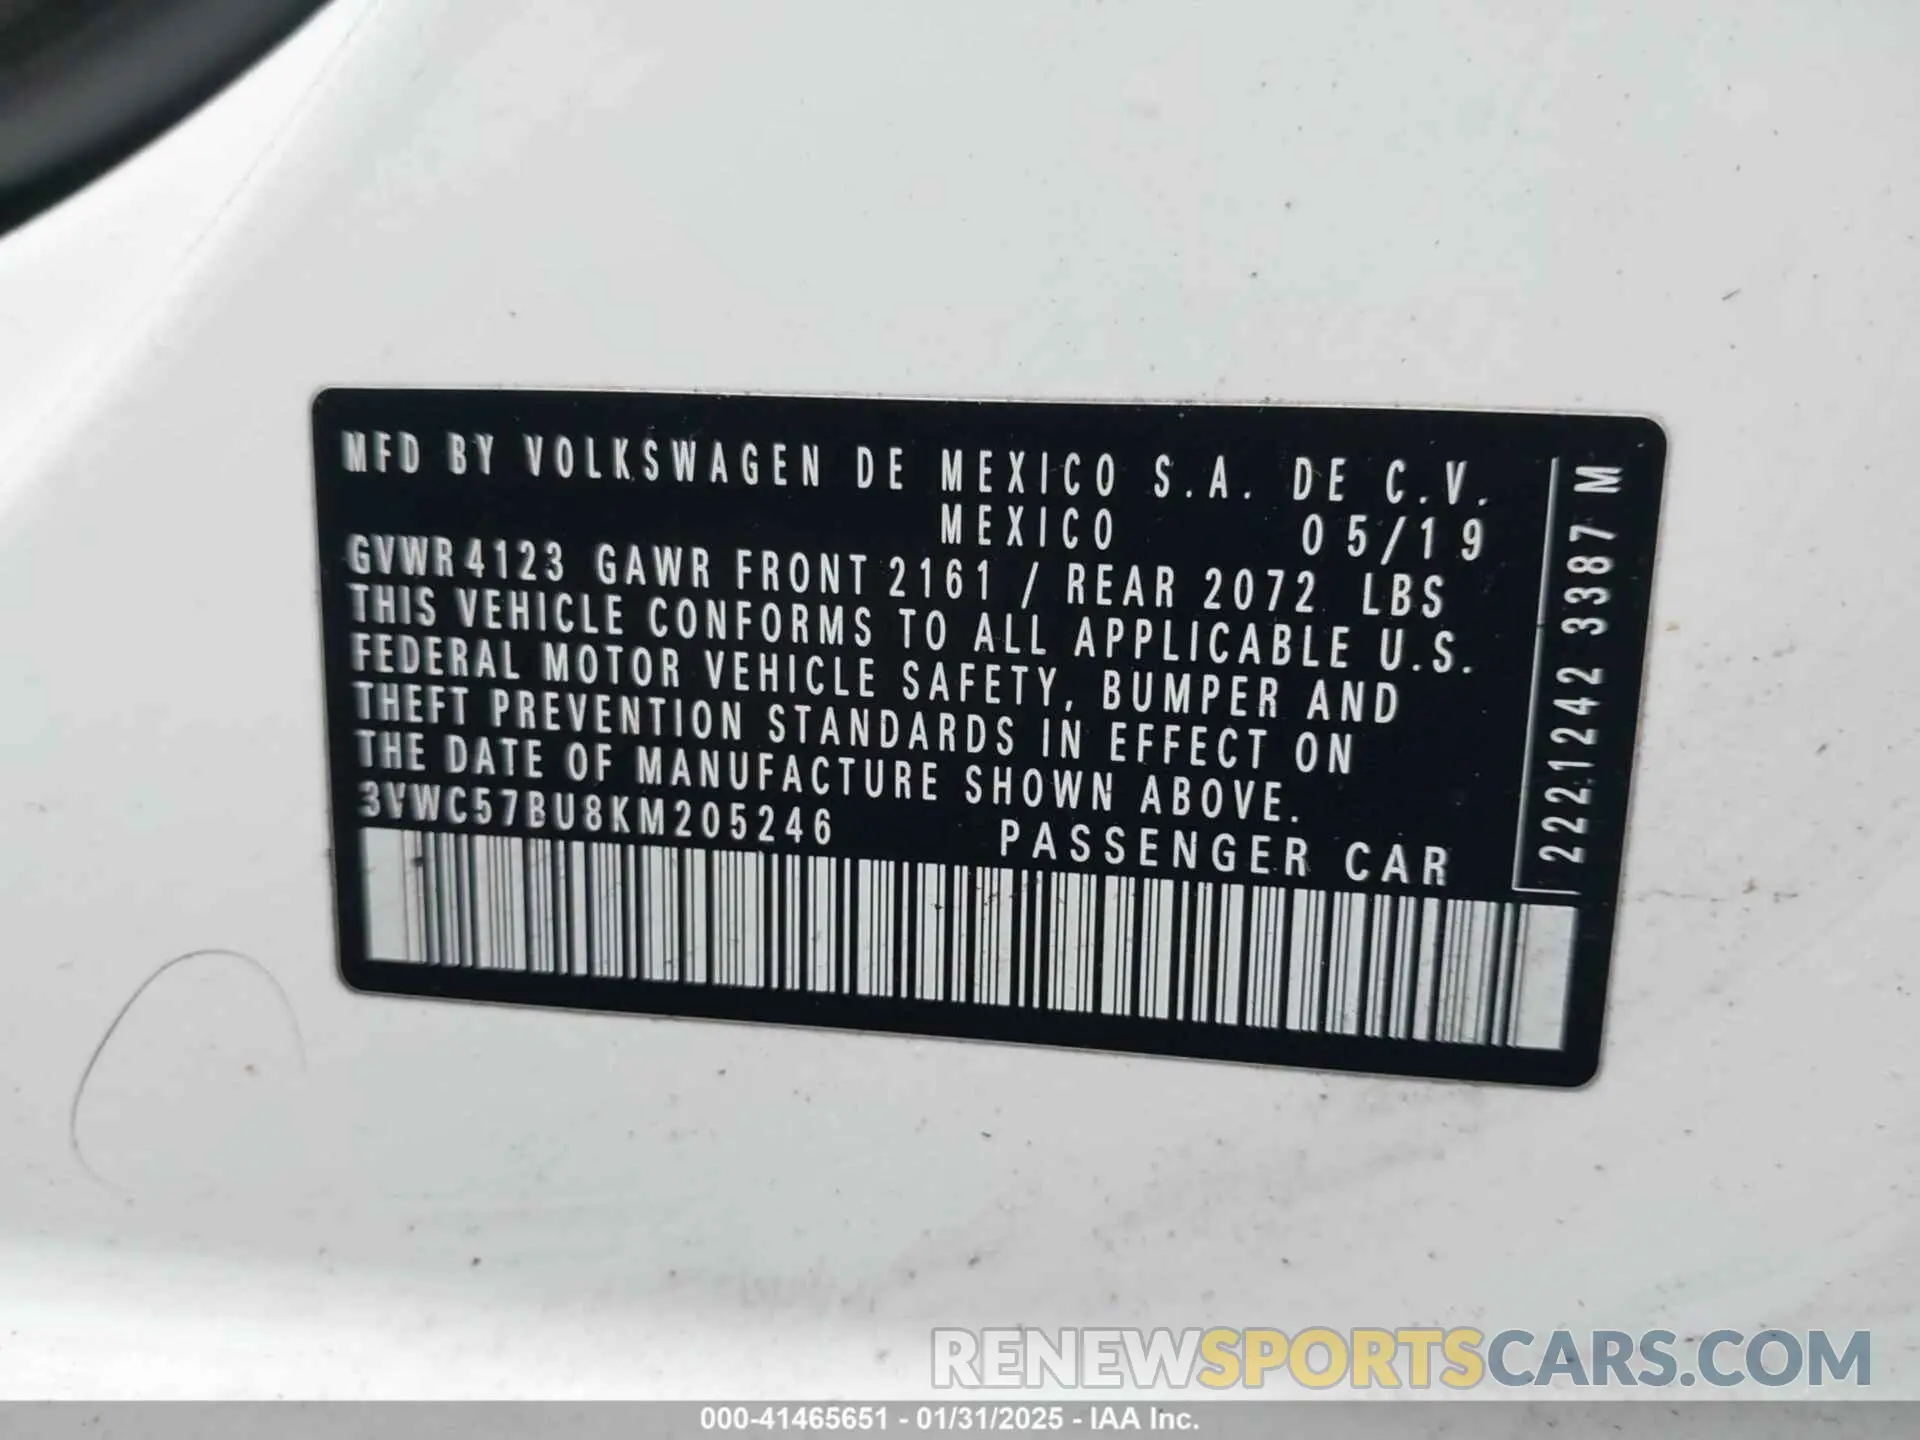 MFD BY VOLKSWAGEN DE MEXICO S.A. DE C.V.
MEXICO 05/19
GVWR 4123 GAWR FRONT 2161 / REAR 2072 LBS
THIS VEHICLE CONFORMS TO ALL APPLICABLE U.S.
FEDERAL MOTOR VEHICLE SAFETY, BUMPER AND
THEFT PREVENTION STANDARDS IN EFFECT ON
THE DATE OF MANUFACTURE SHOWN ABOVE.
3VWC57BU8KM205246 PASSENGER CAR
2221242 3387 M
RENEWSPORTSCARS.COM
000-41465651 - 01/31/2025 - IAA Inc.